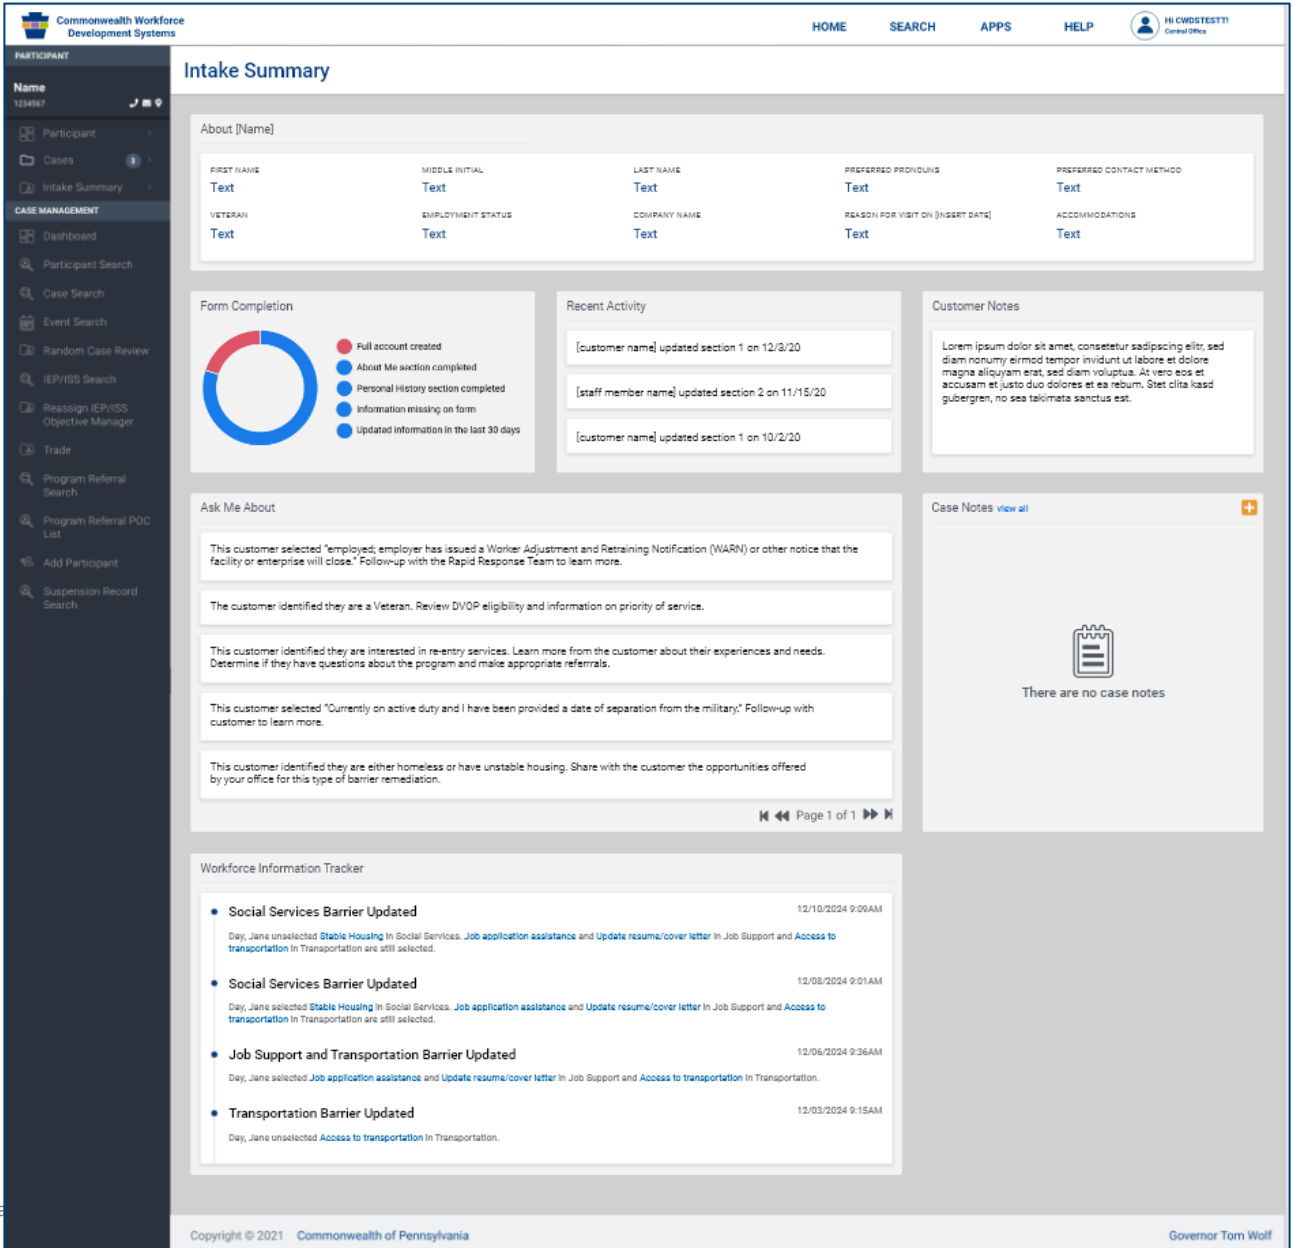 Commonwealth Workforce
Development Systems
HOME
SEARCH
APPS
HELP
Hi CWDSTESTT!
Central Office
PARTICIPANT
Name
1234567
Participant
Cases 3
Intake Summary
CASE MANAGEMENT
Dashboard
Participant Search
Case Search
Event Search
Random Case Review
IEP/ISS Search
Reassign IEP/ISS
Objective Manager
Trade
Program Referral
Search
Program Referral POC
List
Add Participant
Suspension Record
Search
Intake Summary
About [Name]
FIRST NAME
Text
MIDDLE INITIAL
Text
LAST NAME
Text
PREFERRED PRONOUNS
Text
PREFERRED CONTACT METHOD
Text
VETERAN
Text
EMPLOYMENT STATUS
Text
COMPANY NAME
Text
REASON FOR VISIT ON [INSERT DATE]
Text
ACCOMMODATIONS
Text
Form Completion
Full account created
About Me section completed
Personal History section completed
Information missing on form
Updated information in the last 30 days
Recent Activity
[customer name] updated section 1 on 12/3/20
[staff member name] updated section 2 on 11/15/20
[customer name] updated section 1 on 10/2/20
Customer Notes
Lorem ipsum dolor sit amet, consetetur sadipscing elitr, sed
diam nonumy eirmod tempor invidunt ut labore et dolore
magna aliquyam erat, sed diam voluptua. At vero eos et
accusam et justo duo dolores et ea rebum. Stet clita kasd
gubergren, no sea takimata sanctus est.
Ask Me About
This customer selected "employed; employer has issued a Worker Adjustment and Retraining Notification (WARN) or other notice that the
facility or enterprise will close." Follow-up with the Rapid Response Team to learn more.
The customer identified they are a Veteran. Review DVOP eligibility and information on priority of service.
This customer identified they are interested in re-entry services. Learn more from the customer about their experiences and needs.
Determine if they have questions about the program and make appropriate referrrals.
This customer selected "Currently on active duty and I have been provided a date of separation from the military." Follow-up with
customer to learn more.
This customer identified they are either homeless or have unstable housing. Share with the customer the opportunities offered
by your office for this type of barrier remediation.
Page 1 of 1
Case Notes view all
There are no case notes
Workforce Information Tracker
Social Services Barrier Updated
12/10/2024 9:09AM
Day, Jane unselected Stable Housing in Social Services. Job application assistance and Update resume/cover letter in Job Support and Access to
transportation in Transportation are still selected.
Social Services Barrier Updated
12/08/2024 9:01AM
Day, Jane selected Stable Housing in Social Services. Job application assistance and Update resume/cover letter in Job Support and Access to
transportation in Transportation are still selected.
Job Support and Transportation Barrier Updated
12/06/2024 9:36AM
Day, Jane selected Job application assistance and Update resume/cover letter in Job Support and Access to transportation in Transportation.
Transportation Barrier Updated
12/03/2024 9:15AM
Day, Jane unselected Access to transportation in Transportation.
Copyright © 2021 Commonwealth of Pennsylvania
Governor Tom Wolf